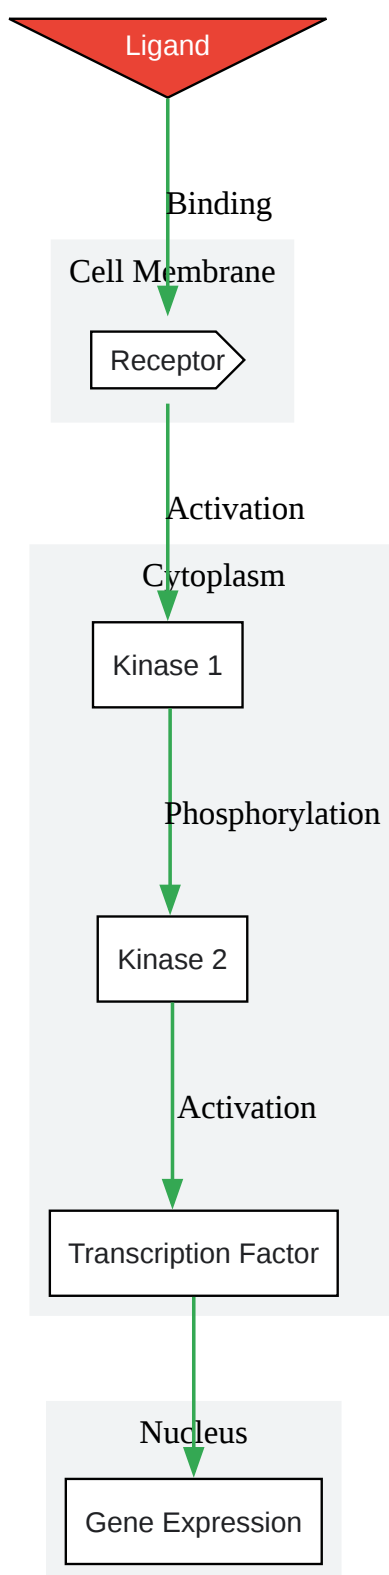 Ligand
Binding
Cell Membrane
Receptor
Activation
Cytoplasm
Kinase 1
Phosphorylation
Kinase 2
Activation
Transcription Factor
Nucleus
Gene Expression